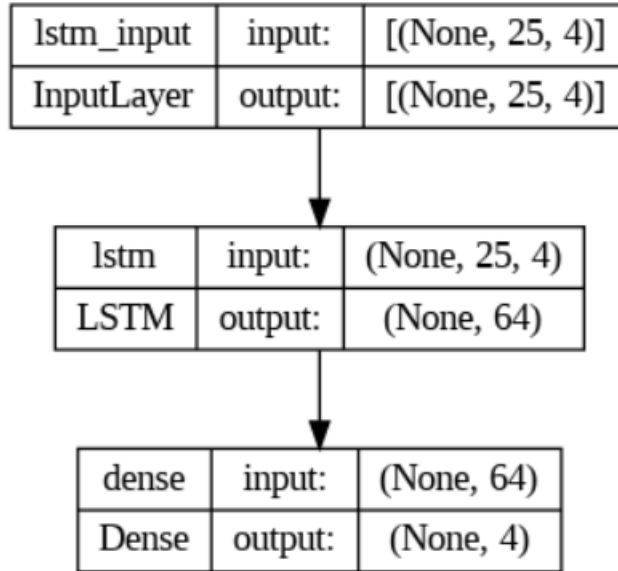 lstm_input input: [(None, 25, 4)]
InputLayer output: [(None, 25, 4)]
lstm input: (None, 25, 4)
LSTM output: (None, 64)
dense input: (None, 64)
Dense output: (None, 4)